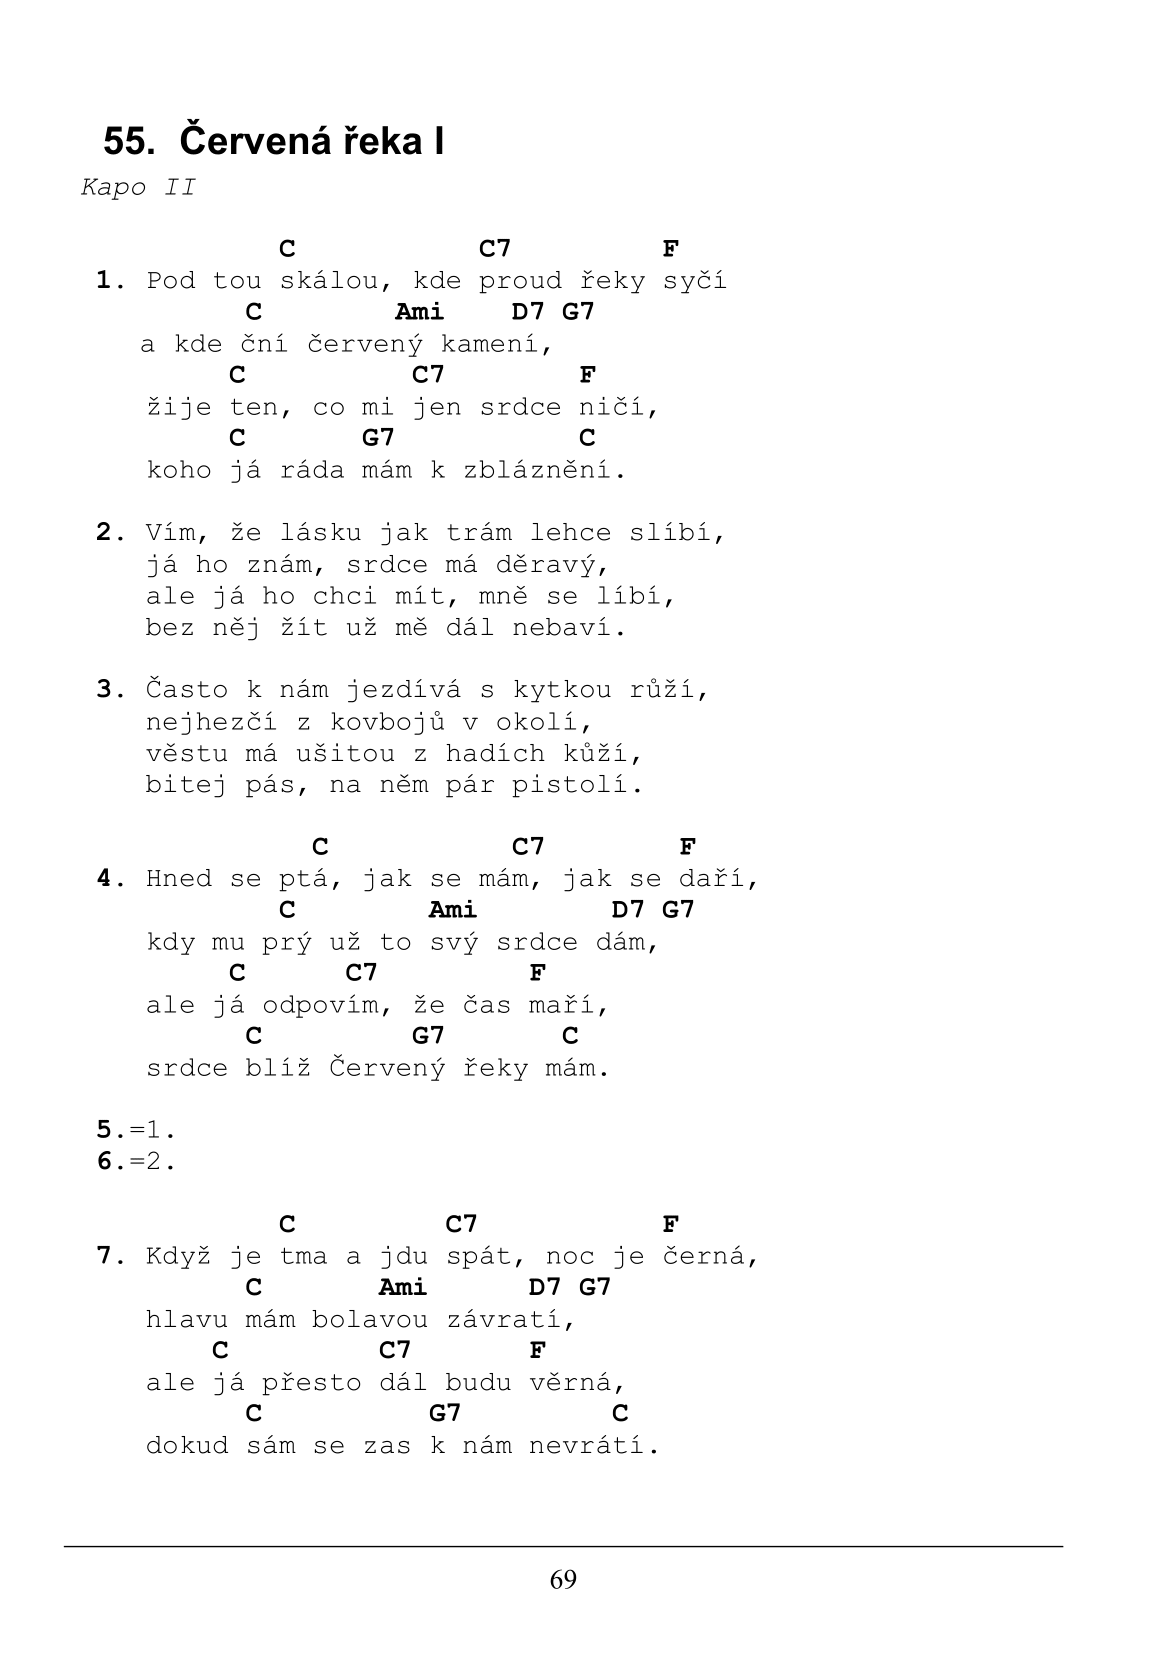 55. Červená řeka I
Kapo II
C C7 F
1. Pod tou skálou, kde proud řeky syčí
C Ami D7 G7
a kde ční červený kamení,
C C7 F
žije ten, co mi jen srdce ničí,
C G7 C
koho já ráda mám k zbláznění.
2. Vím, že lásku jak trám lehce slíbí,
já ho znám, srdce má děravý,
ale já ho chci mít, mně se líbí,
bez něj žít už mě dál nebaví.
3. Často k nám jezdívá s kytkou růží,
nejhezčí z kovbojů v okolí,
věstu má ušitou z hadích kůží,
bitej pás, na něm pár pistolí.
C C7 F
4. Hned se ptá, jak se mám, jak se daří,
C Ami D7 G7
kdy mu prý už to svý srdce dám,
C C7 F
ale já odpovím, že čas maří,
C G7 C
srdce blíž Červený řeky mám.
5.=1.
6.=2.
C C7 F
7. Když je tma a jdu spát, noc je černá,
C Ami D7 G7
hlavu mám bolavou závratí,
C C7 F
ale já přesto dál budu věrná,
C G7 C
dokud sám se zas k nám nevrátí.
69